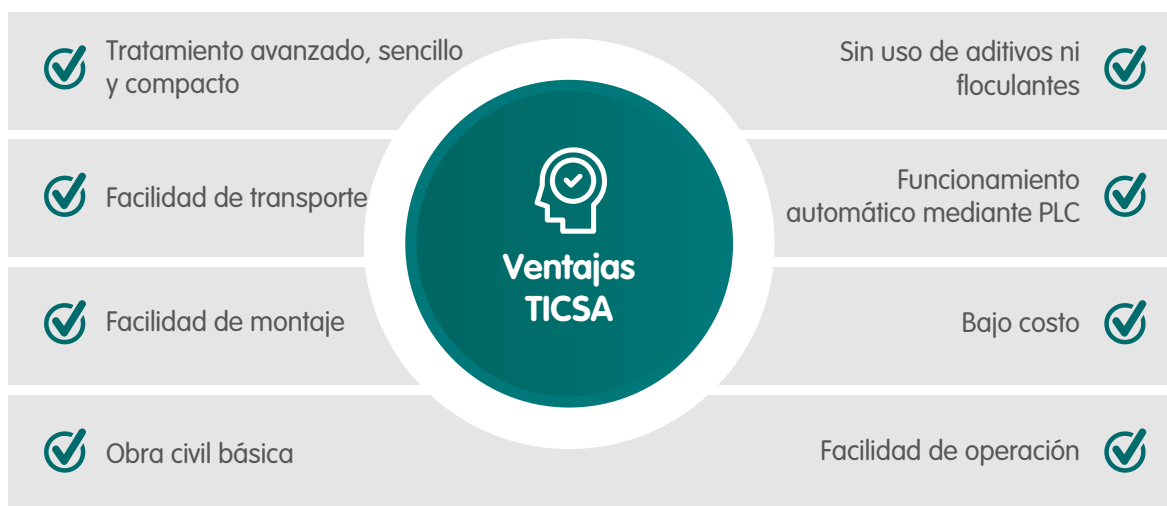 Tratamiento avanzado, sencillo
y compacto
Facilidad de transporte
Facilidad de montaje
Obra civil básica
Ventajas
TICSA
Sin uso de aditivos ni
floculantes
Funcionamiento
automático mediante PLC
Bajo costo
Facilidad de operación